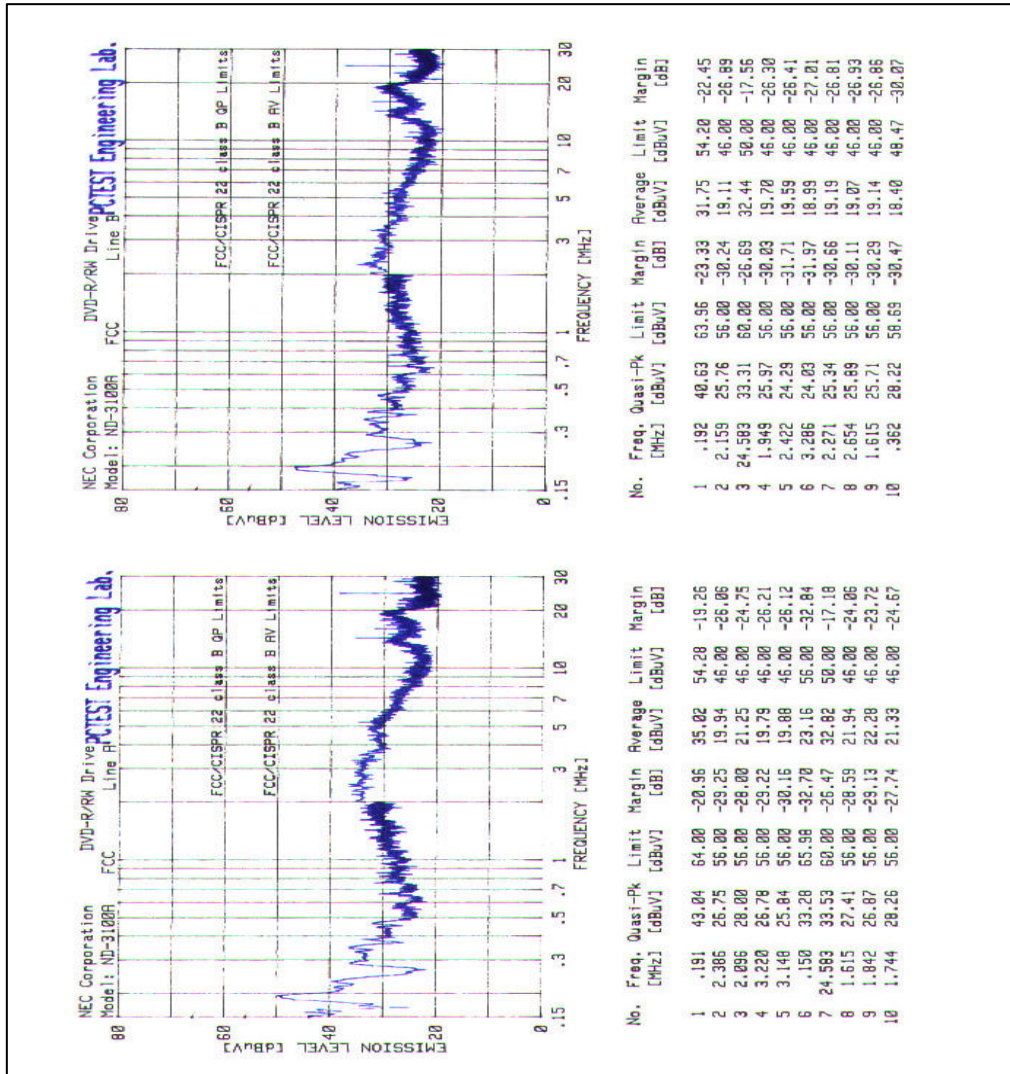 NEC Corporation DVD-R/RW Drive PCTEST Engineering Lab.
Model: ND-3100A FCC Line A
80
60
40
20
0
EMISSION LEVEL [dBuV]
FCC/CISPR 22 class B QP Limits
FCC/CISPR 22 class B AV Limits
.15 .3 .5 .7 1 3 5 7 10 20 30
FREQUENCY [MHz]
No. Freq. Quasi-Pk Limit Margin Average Limit Margin
[MHz] [dBuV] [dBuV] [dB] [dBuV] [dBuV] [dB]
1 .191 43.04 64.00 -20.96 35.02 54.28 -19.26
2 2.386 26.75 56.00 -29.25 19.94 46.00 -26.06
3 2.096 28.00 56.00 -28.00 21.25 46.00 -24.75
4 3.220 26.78 56.00 -29.22 19.79 46.00 -26.21
5 3.148 25.84 56.00 -30.16 19.88 46.00 -26.12
6 .150 33.28 65.98 -32.70 23.16 56.00 -32.84
7 24.583 33.53 60.00 -26.47 32.82 50.00 -17.18
8 1.615 27.41 56.00 -28.59 21.94 46.00 -24.06
9 1.842 26.87 56.00 -29.13 22.28 46.00 -23.72
10 1.744 28.26 56.00 -27.74 21.33 46.00 -24.67
NEC Corporation DVD-R/RW Drive PCTEST Engineering Lab.
Model: ND-3100A FCC Line B
80
60
40
20
0
EMISSION LEVEL [dBuV]
FCC/CISPR 22 class B QP Limits
FCC/CISPR 22 class B AV Limits
.15 .3 .5 .7 1 3 5 7 10 20 30
FREQUENCY [MHz]
No. Freq. Quasi-Pk Limit Margin Average Limit Margin
[MHz] [dBuV] [dBuV] [dB] [dBuV] [dBuV] [dB]
1 .192 40.63 63.96 -23.33 31.75 54.20 -22.45
2 2.159 25.76 56.00 -30.24 19.11 46.00 -26.89
3 24.583 33.31 60.00 -26.69 32.44 50.00 -17.56
4 1.949 25.97 56.00 -30.03 19.70 46.00 -26.30
5 2.422 24.29 56.00 -31.71 19.59 46.00 -26.41
6 3.286 24.03 56.00 -31.97 18.99 46.00 -27.01
7 2.271 25.34 56.00 -30.66 19.19 46.00 -26.81
8 2.654 25.89 56.00 -30.11 19.07 46.00 -26.93
9 1.615 25.71 56.00 -30.29 19.14 46.00 -26.86
10 .362 28.22 58.69 -30.47 18.40 48.47 -30.07